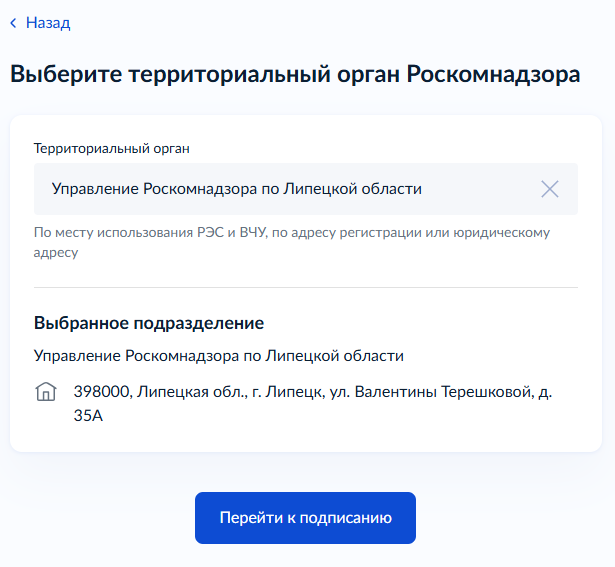 Назад
Выберите территориальный орган Роскомнадзора
Территориальный орган
Управление Роскомнадзора по Липецкой области
По месту использования РЭС и ВЧУ, по адресу регистрации или юридическому
адресу
Выбранное подразделение
Управление Роскомнадзора по Липецкой области
398000, Липецкая обл., г. Липецк, ул. Валентины Терешковой, д.
35А
Перейти к подписанию